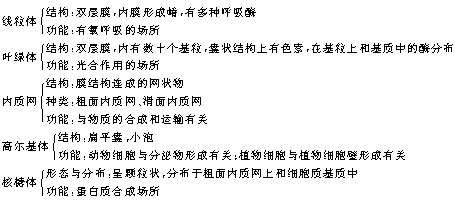 线粒体
结构：双层膜，内膜形成嵴，有多种呼吸酶
功能：有氧呼吸的场所
叶绿体
结构：双层膜，内有数十个基粒，囊状结构上有色素，在基粒上和基质中的酶分布
功能：光合作用的场所
内质网
结构：膜结构连成的网状物
种类：粗面内质网、滑面内质网
功能：与物质的合成和运输有关
高尔基体
结构：扁平囊，小泡
功能：动物细胞与分泌物形成有关；植物细胞与植物细胞壁形成有关
核糖体
形态与分布：呈颗粒状，分布于粗面内质网上和细胞质基质中
功能：蛋白质合成场所